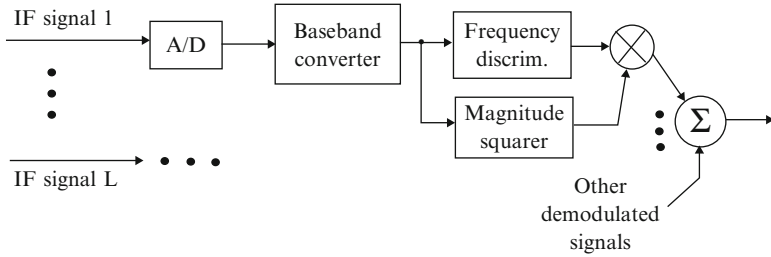 IF signal 1
A/D
Baseband
converter
Frequency
discrim.
Magnitude
squarer
Σ
IF signal L
Other
demodulated
signals